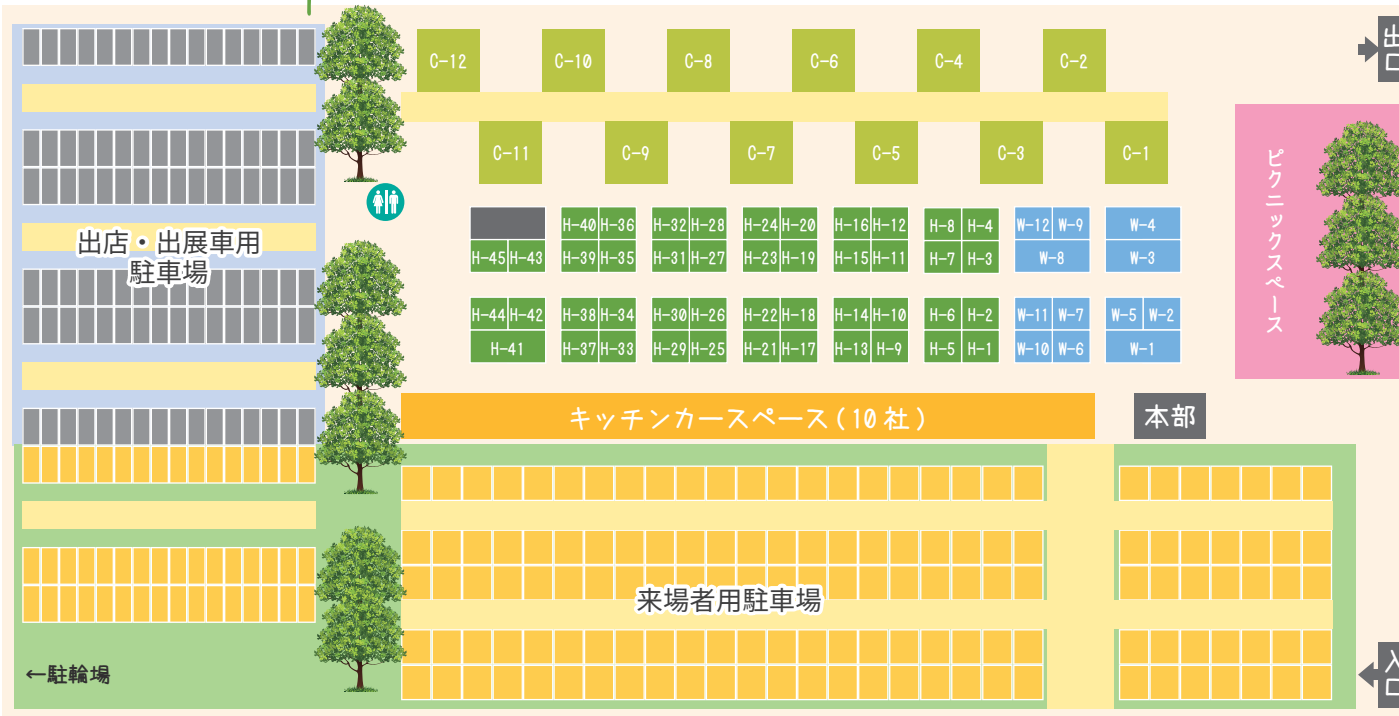 出口
C-12 C-10 C-8 C-6 C-4 C-2
C-11 C-9 C-7 C-5 C-3 C-1
ピクニックスペース
出店・出展車用
駐車場
H-40 H-36 H-32 H-28 H-24 H-20 H-16 H-12 H-8 H-4 W-12 W-9 W-4
H-45 H-43 H-39 H-35 H-31 H-27 H-23 H-19 H-15 H-11 H-7 H-3 W-8 W-3
H-44 H-42 H-38 H-34 H-30 H-26 H-22 H-18 H-14 H-10 H-6 H-2 W-11 W-7 W-5 W-2
H-41 H-37 H-33 H-29 H-25 H-21 H-17 H-13 H-9 H-5 H-1 W-10 W-6 W-1
キッチンカースペース(10社)
本部
来場者用駐車場
←駐輪場
入口